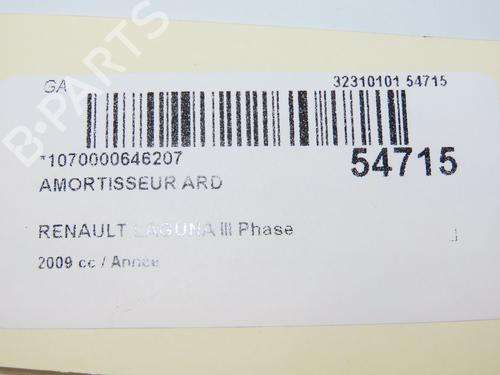 GA
32310101 54715
*1070000646207
54715
AMORTISSEUR ARD
RENAULT LAGUNA III Phase
2009 cc / Année
B-PARTS